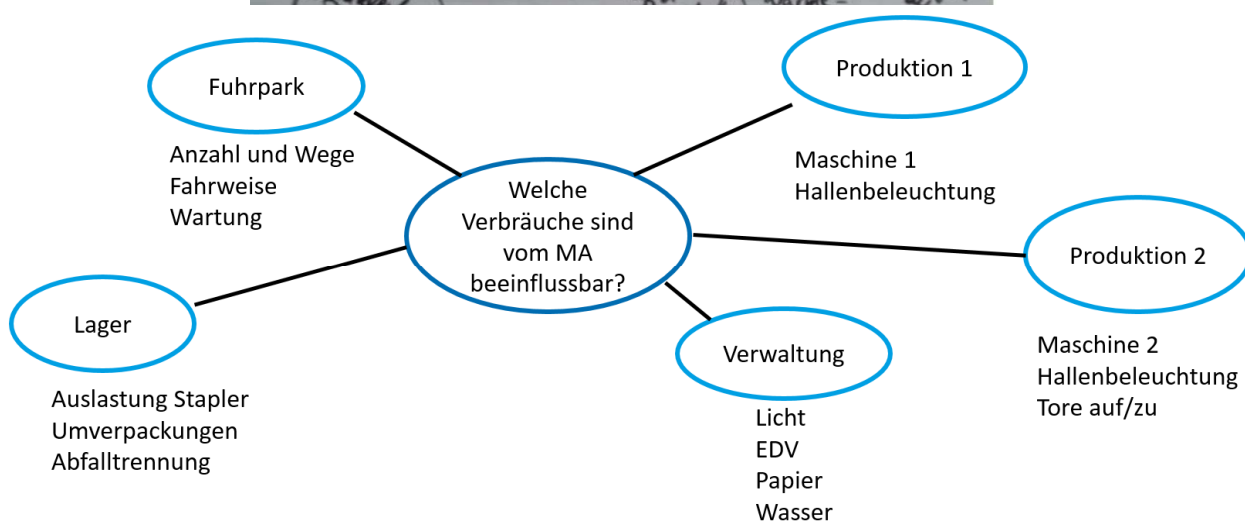 Fuhrpark
Anzahl und Wege
Fahrweise
Wartung
Produktion 1
Maschine 1
Hallenbeleuchtung
Welche
Verbräuche sind
vom MA
beeinflussbar?
Produktion 2
Maschine 2
Hallenbeleuchtung
Tore auf/zu
Lager
Auslastung Stapler
Umverpackungen
Abfalltrennung
Verwaltung
Licht
EDV
Papier
Wasser